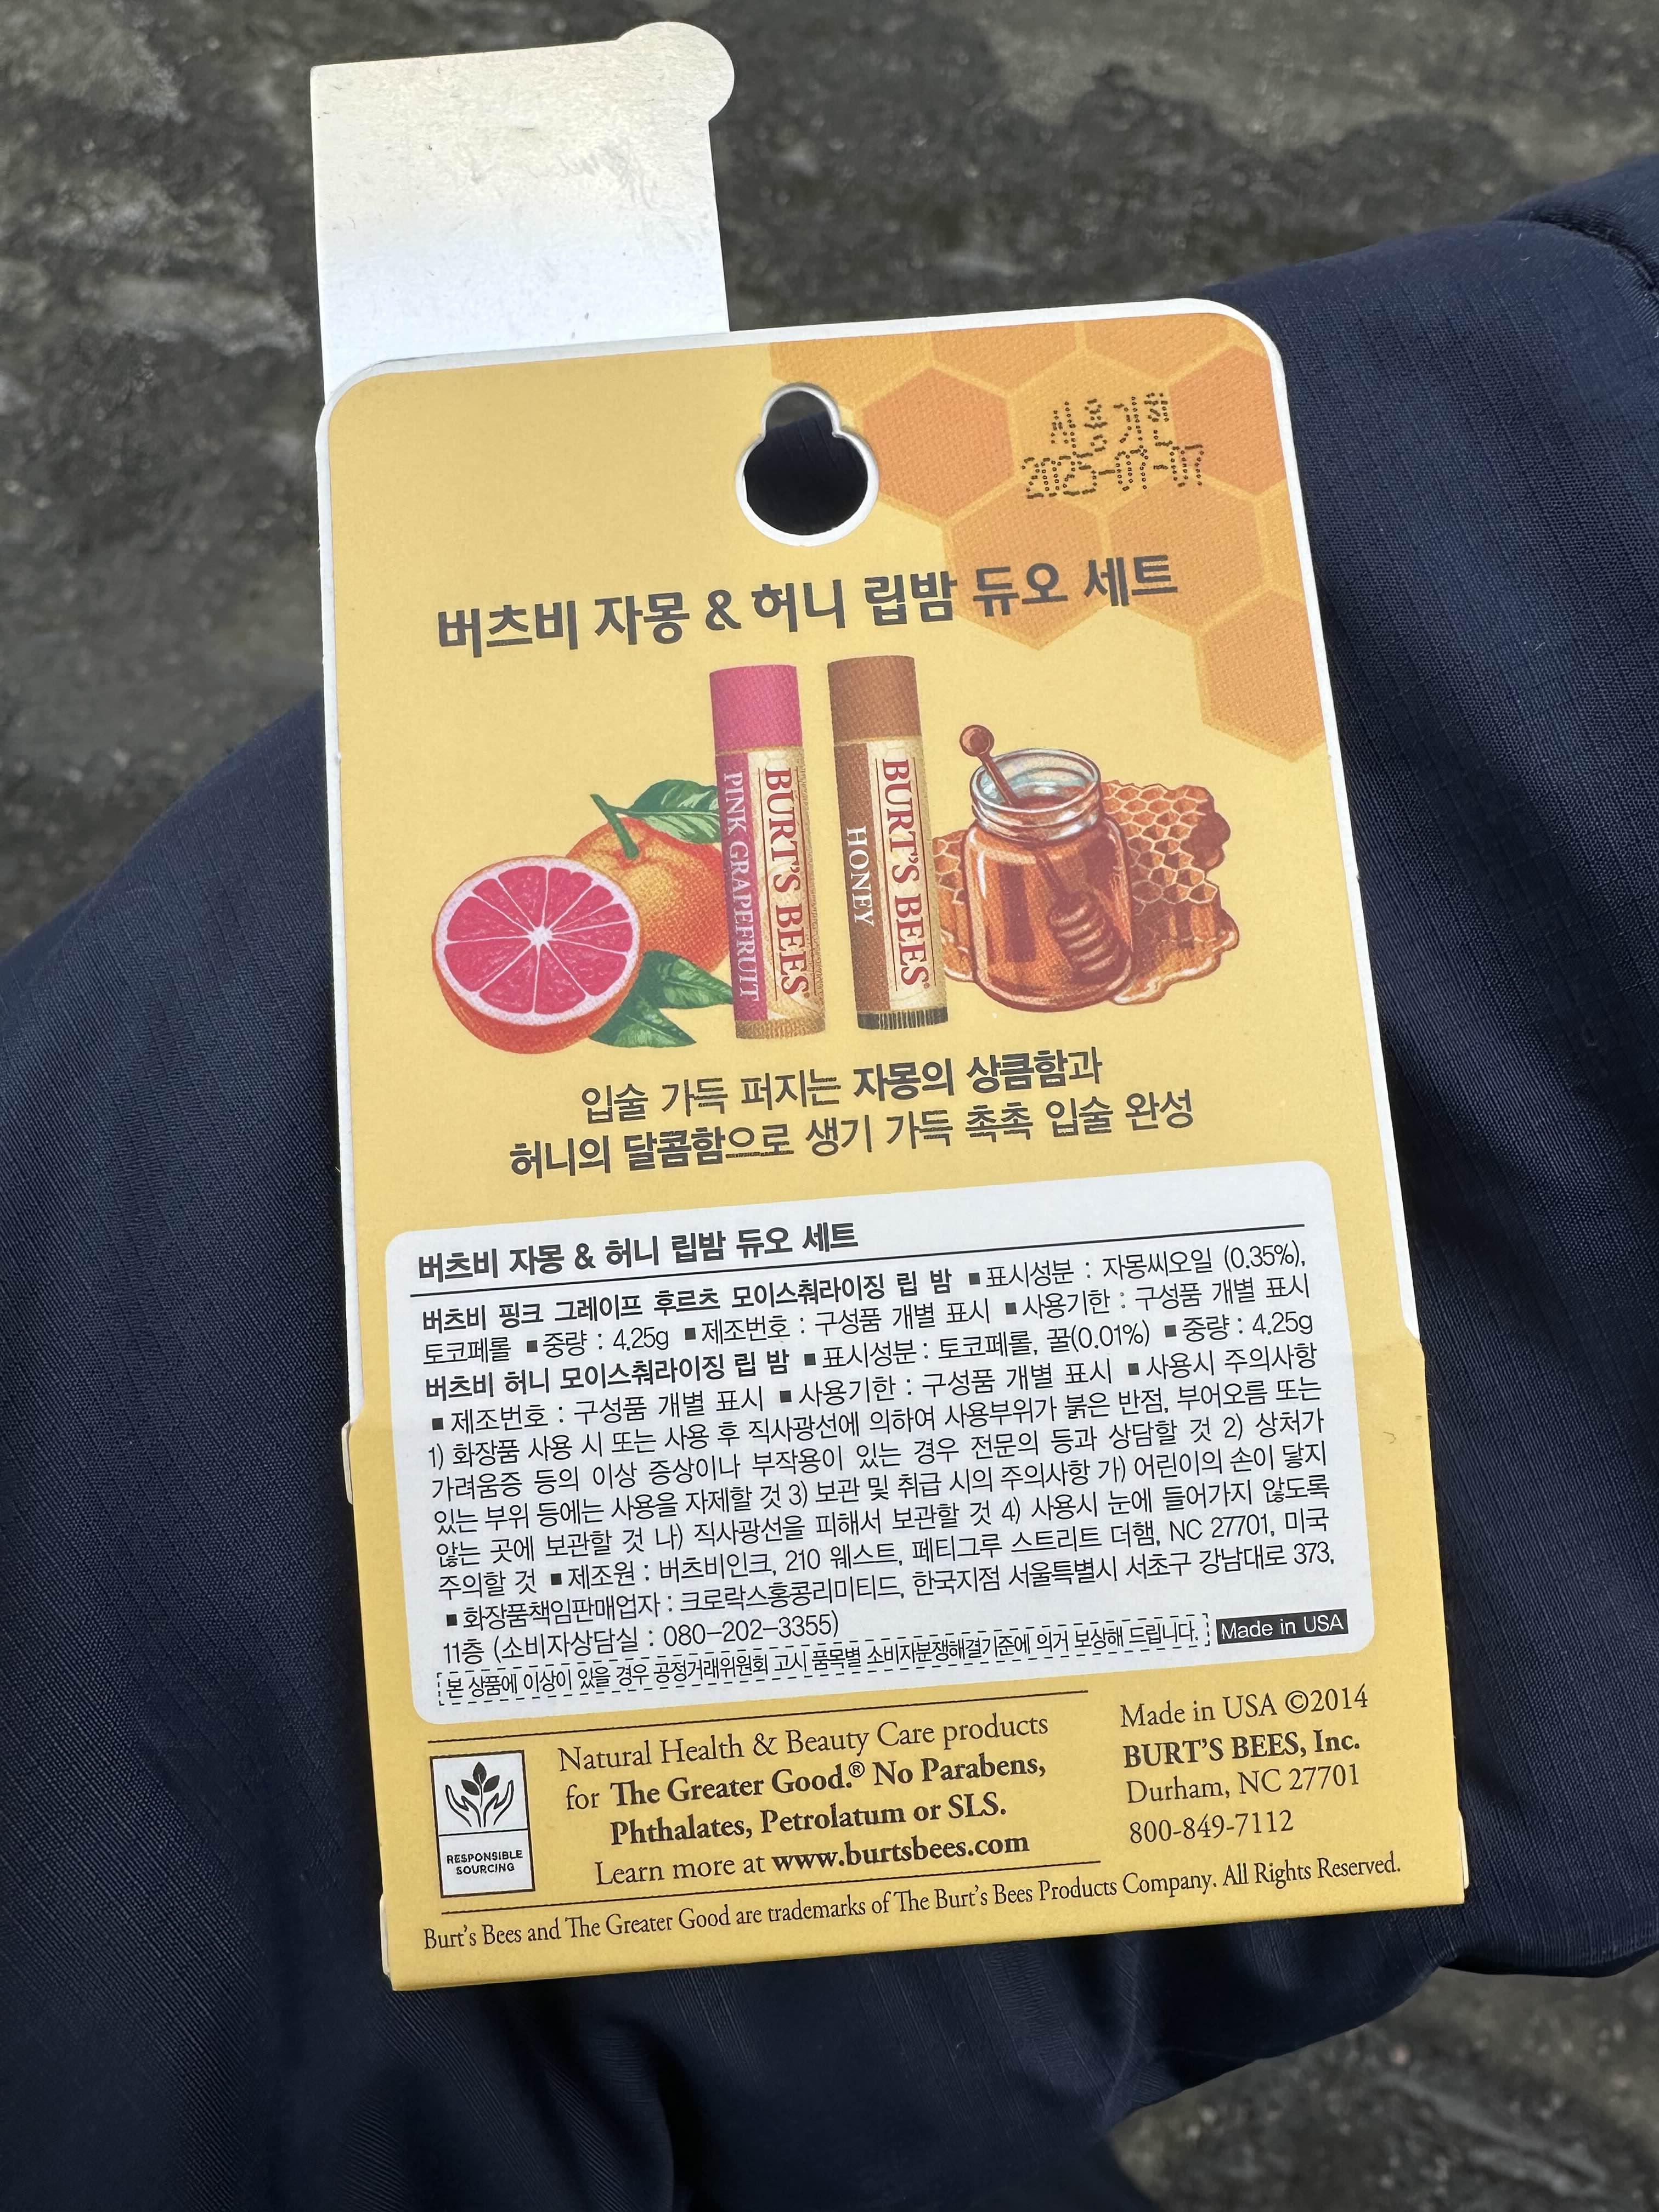 사용기한
2025-07-07
버츠비 자몽 & 허니 립밤 듀오 세트
BURT'S BEES
PINK GRAPEFRUIT
BURT'S BEES
HONEY
입술 가득 퍼지는 자몽의 상큼함과
허니의 달콤함으로 생기 가득 촉촉 입술 완성
버츠비 자몽 & 허니 립밤 듀오 세트
버츠비 핑크 그레이프 후르츠 모이스춰라이징 립 밤 ■표시성분 : 자몽씨오일 (0.35%),
토코페롤 ■중량 : 4.25g ■제조번호 : 구성품 개별 표시 ■사용기한 : 구성품 개별 표시
버츠비 허니 모이스춰라이징 립 밤 ■표시성분 : 토코페롤, 꿀(0.01%) ■중량 : 4.25g
■제조번호 : 구성품 개별 표시 ■사용기한 : 구성품 개별 표시 ■사용시 주의사항
1) 화장품 사용 시 또는 사용 후 직사광선에 의하여 사용부위가 붉은 반점, 부어오름 또는
가려움증 등의 이상 증상이나 부작용이 있는 경우 전문의 등과 상담할 것 2) 상처가
있는 부위 등에는 사용을 자제할 것 3) 보관 및 취급 시의 주의사항 가) 어린이의 손이 닿지
않는 곳에 보관할 것 나) 직사광선을 피해서 보관할 것 4) 사용시 눈에 들어가지 않도록
주의할 것 ■제조원 : 버츠비인크, 210 웨스트, 페티그루 스트리트 더햄, NC 27701, 미국
■화장품책임판매업자 : 크로락스홍콩리미티드, 한국지점 서울특별시 서초구 강남대로 373,
11층 (소비자상담실 : 080-202-3355)
본 상품에 이상이 있을 경우 공정거래위원회 고시 품목별 소비자분쟁해결기준에 의거 보상해 드립니다. Made in USA
RESPONSIBLE
SOURCING
Natural Health & Beauty Care products
for The Greater Good.® No Parabens,
Phthalates, Petrolatum or SLS.
Learn more at www.burtsbees.com
Made in USA ©2014
BURT'S BEES, Inc.
Durham, NC 27701
800-849-7112
Burt's Bees and The Greater Good are trademarks of The Burt's Bees Products Company. All Rights Reserved.